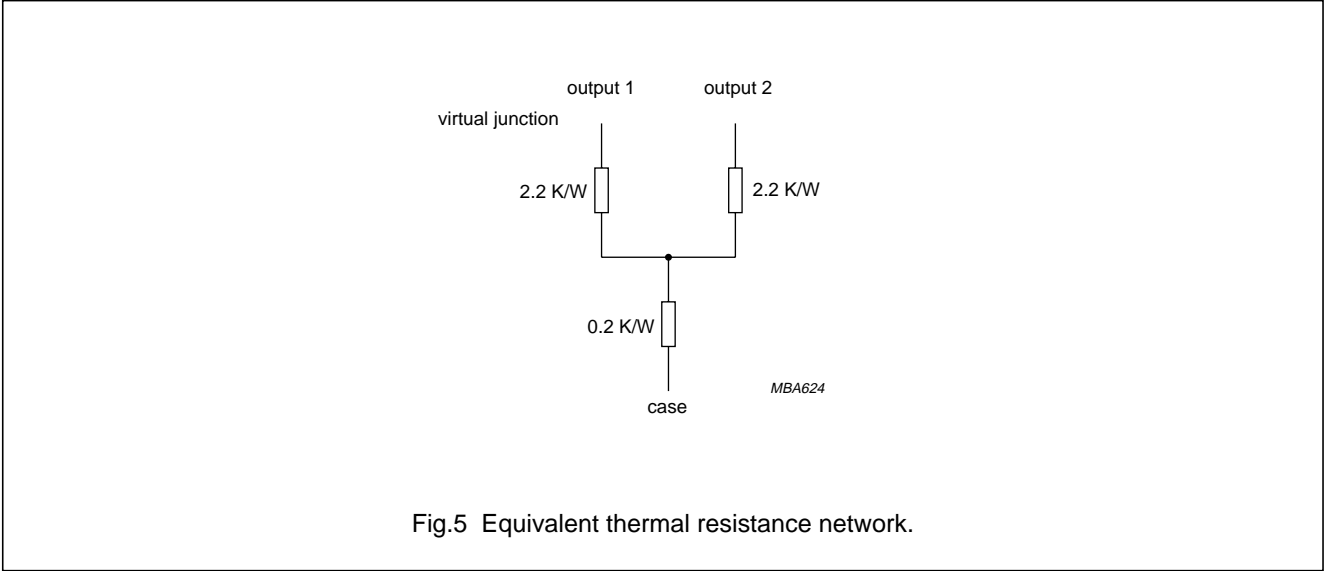 output 1
output 2
virtual junction
2.2 K/W
2.2 K/W
0.2 K/W
MBA624
case
Fig.5 Equivalent thermal resistance network.